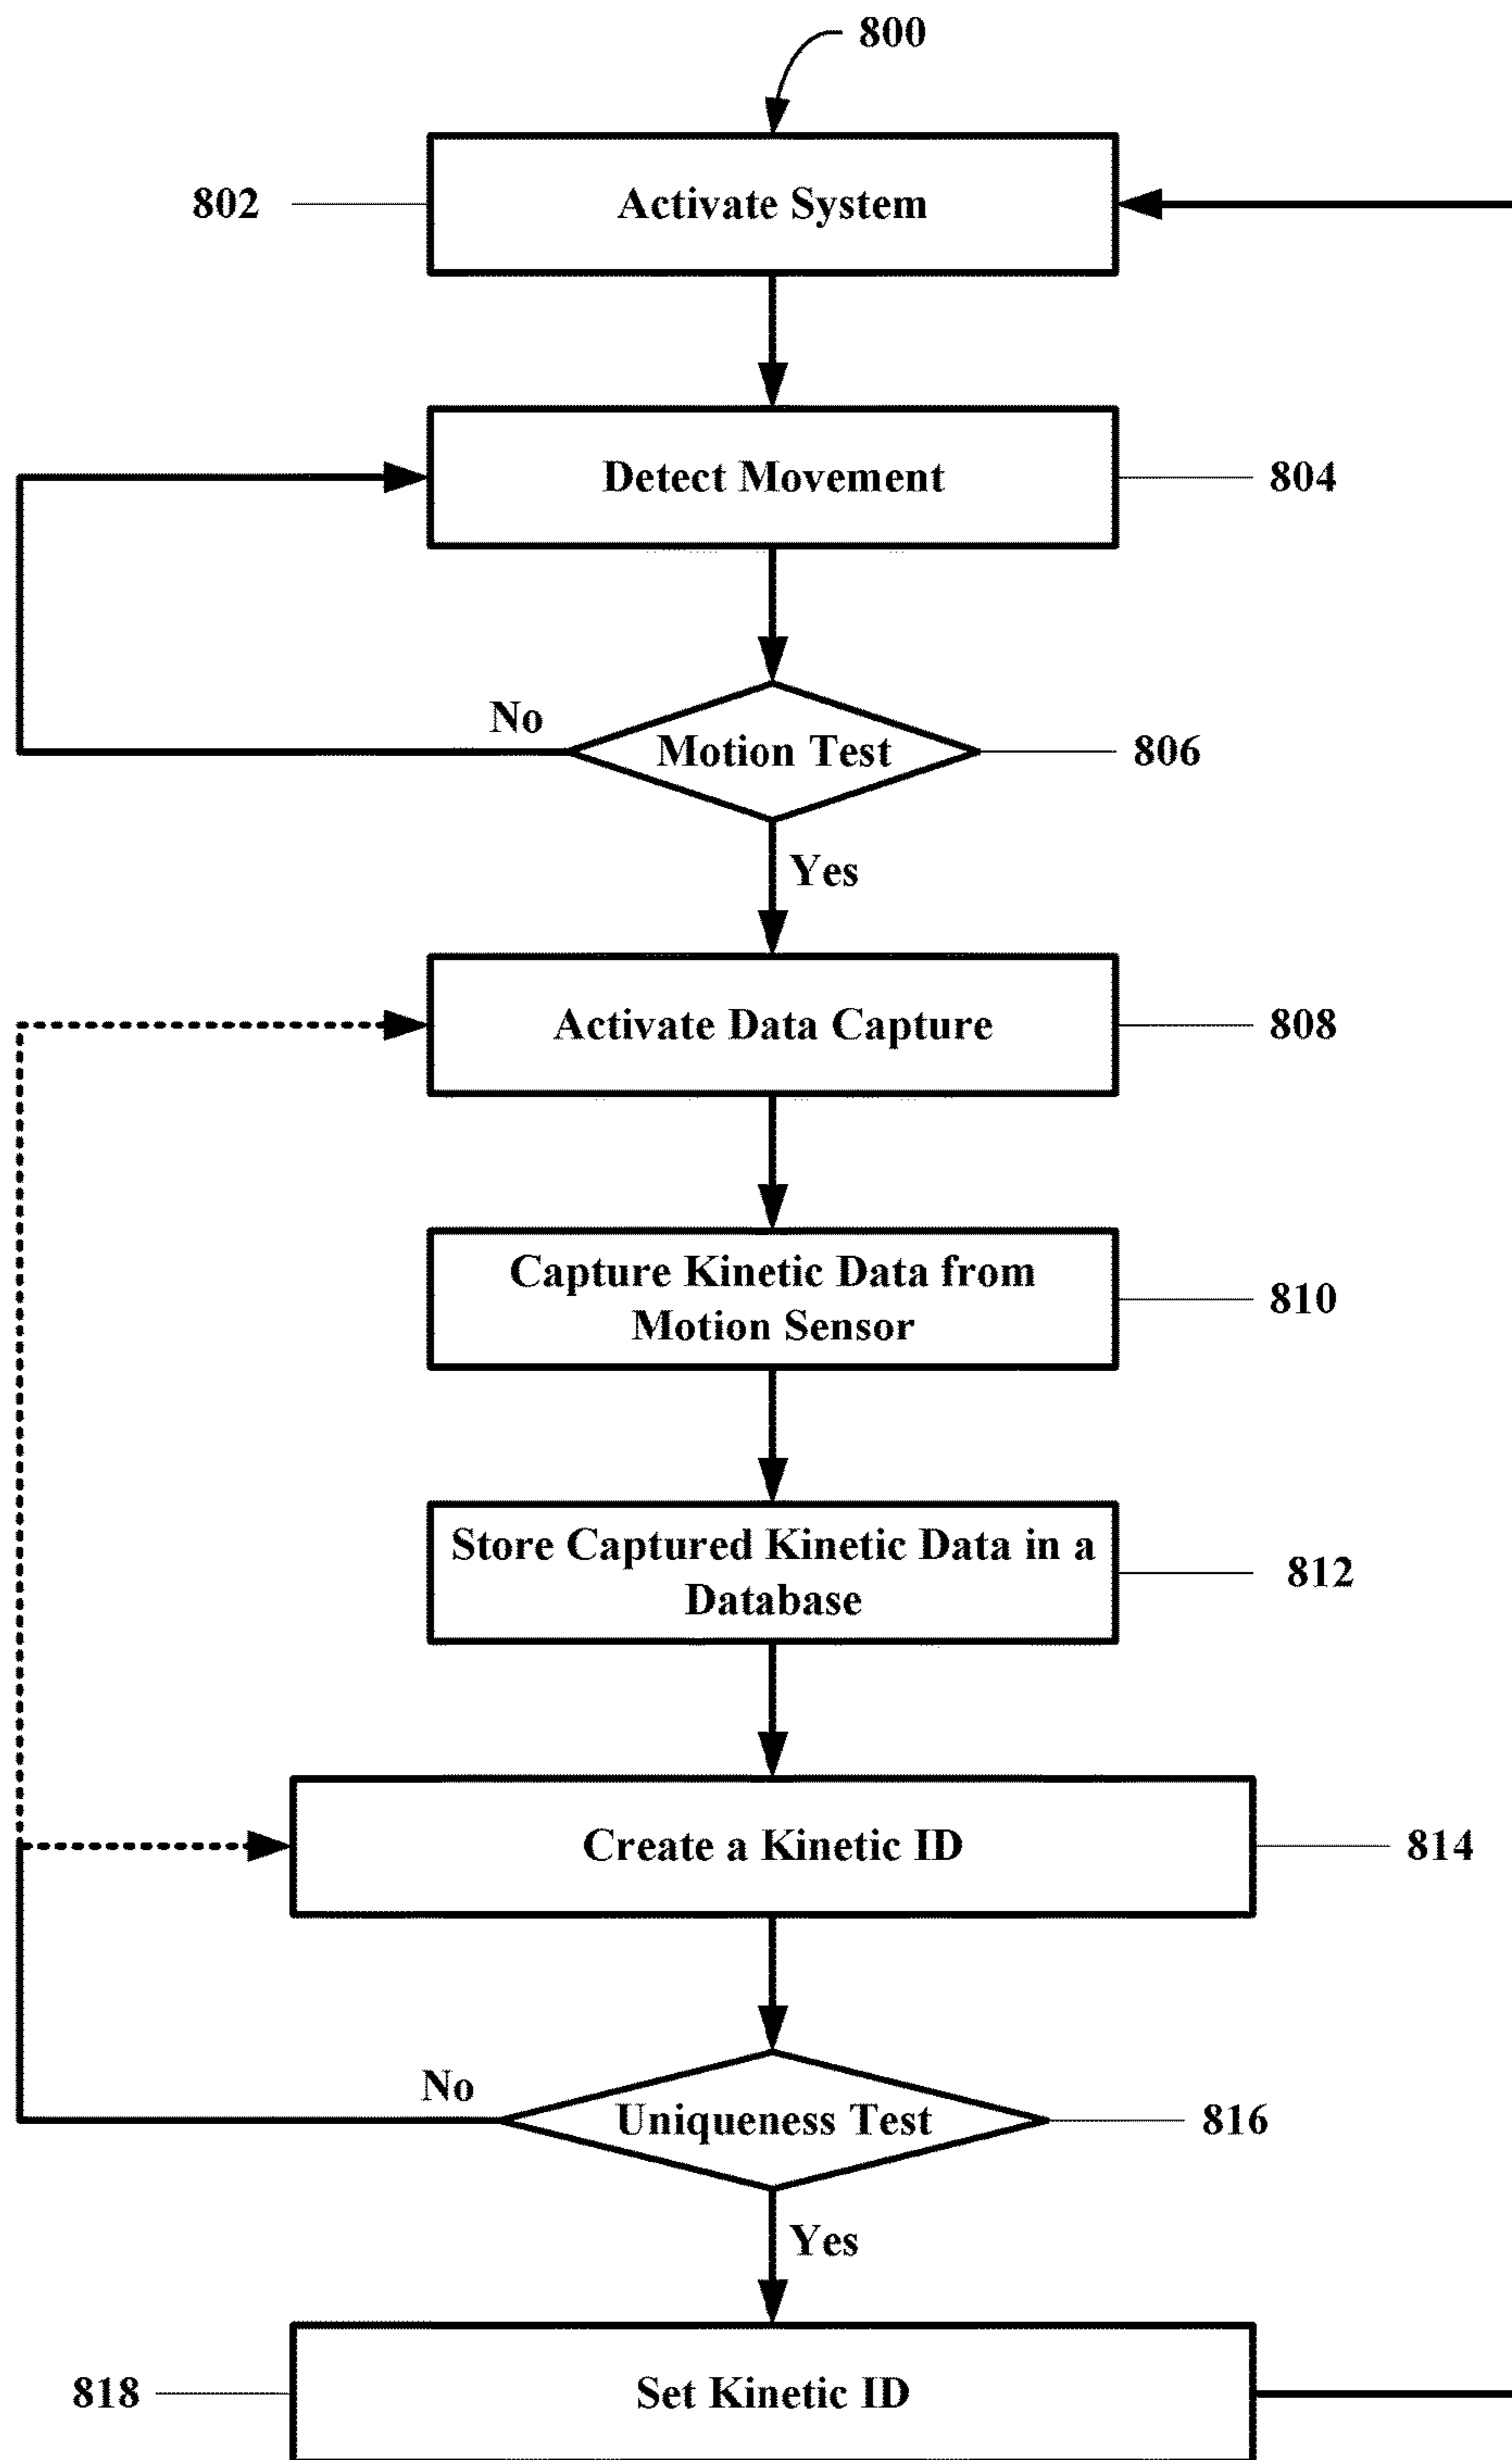 800
802
Activate System
Detect Movement
804
No
Motion Test
806
Yes
Activate Data Capture
808
Capture Kinetic Data from
Motion Sensor
810
Store Captured Kinetic Data in a
Database
812
Create a Kinetic ID
814
No
Uniqueness Test
816
Yes
818
Set Kinetic ID